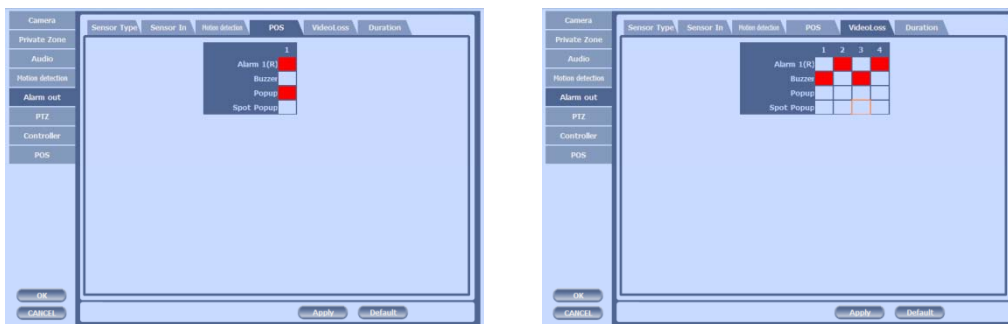 Camera
Private Zone
Audio
Motion detection
Alarm out
PTZ
Controller
POS
OK
CANCEL
Sensor Type Sensor In Motion detection POS VideoLoss Duration
1
Alarm 1(R)
Buzzer
Popup
Spot Popup
Apply Default
Camera
Private Zone
Audio
Motion detection
Alarm out
PTZ
Controller
POS
OK
CANCEL
Sensor Type Sensor In Motion detection POS VideoLoss Duration
1 2 3 4
Alarm 1(R)
Buzzer
Popup
Spot Popup
Apply Default